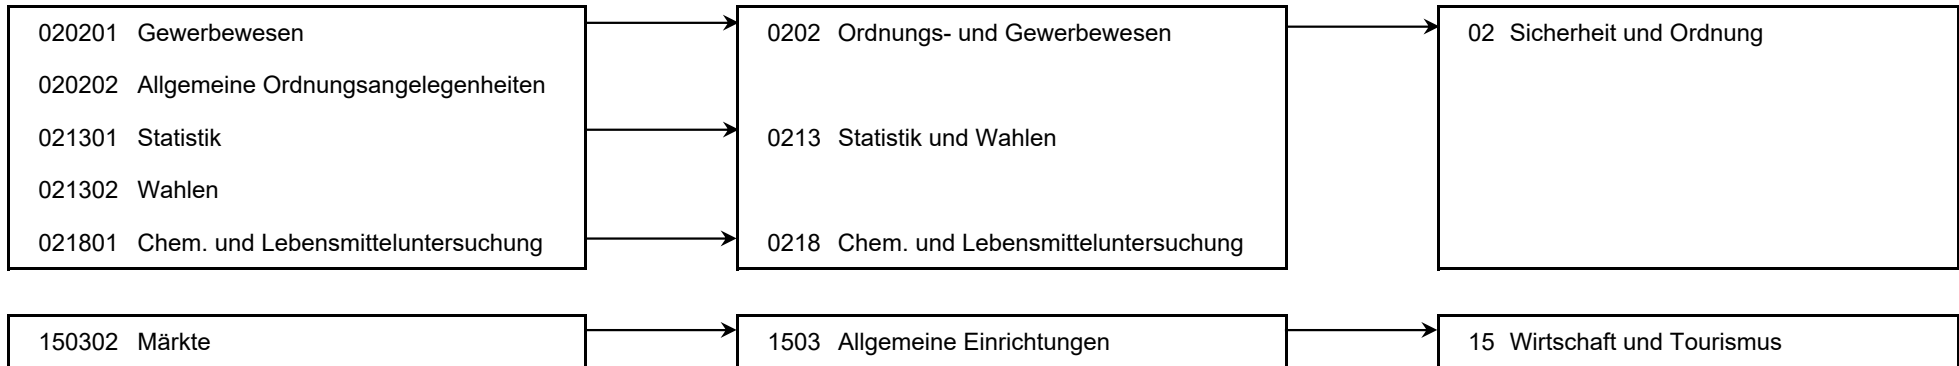 020201 Gewerbewesen
0202 Ordnungs- und Gewerbewesen
02 Sicherheit und Ordnung
020202 Allgemeine Ordnungsangelegenheiten
021301 Statistik
0213 Statistik und Wahlen
021302 Wahlen
021801 Chem. und Lebensmitteluntersuchung
0218 Chem. und Lebensmitteluntersuchung
150302 Märkte
1503 Allgemeine Einrichtungen
15 Wirtschaft und Tourismus